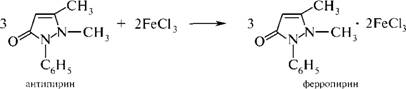 3 CH₃ N–CH₃ N O C₆H₅ + 2FeCl₃ → 3 CH₃ N–CH₃ N O C₆H₅ · 2FeCl₃
антипирин ферропирин